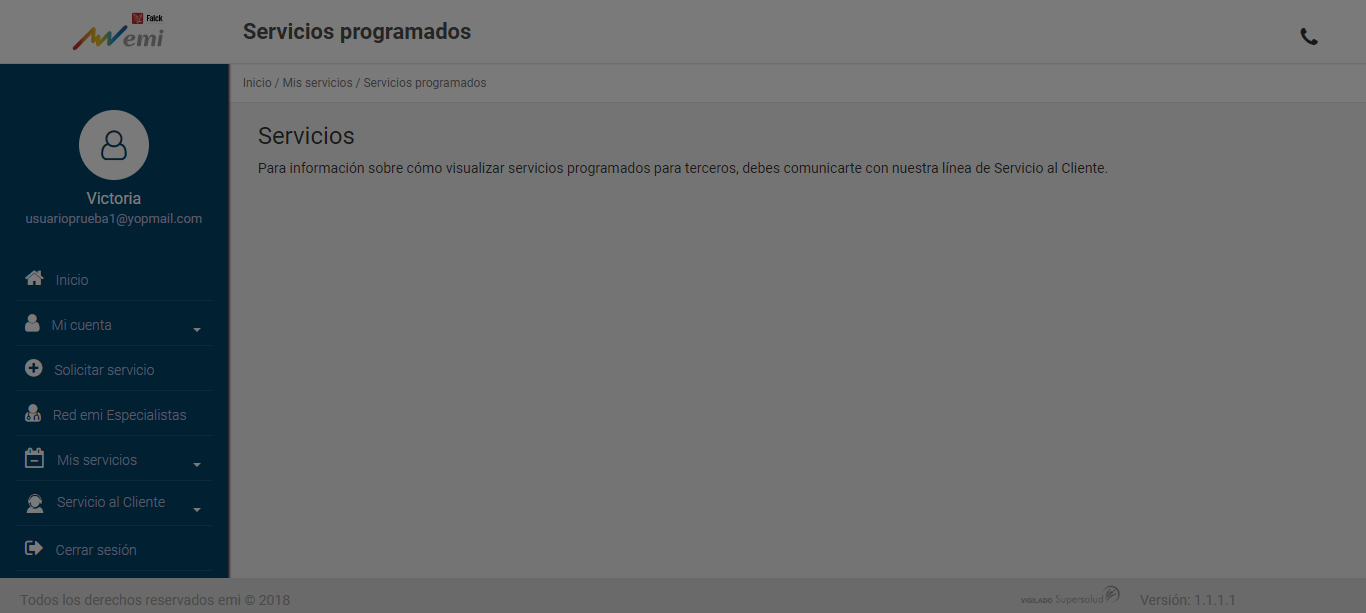 Falck
emi
Servicios programados
Inicio / Mis servicios / Servicios programados
Victoria
usuarioprueba1@yopmail.com
Inicio
Mi cuenta
Solicitar servicio
Red emi Especialistas
Mis servicios
Servicio al Cliente
Cerrar sesión
Servicios
Para información sobre cómo visualizar servicios programados para terceros, debes comunicarte con nuestra línea de Servicio al Cliente.
Todos los derechos reservados emi © 2018
VIGILADO Supersalud
Versión: 1.1.1.1